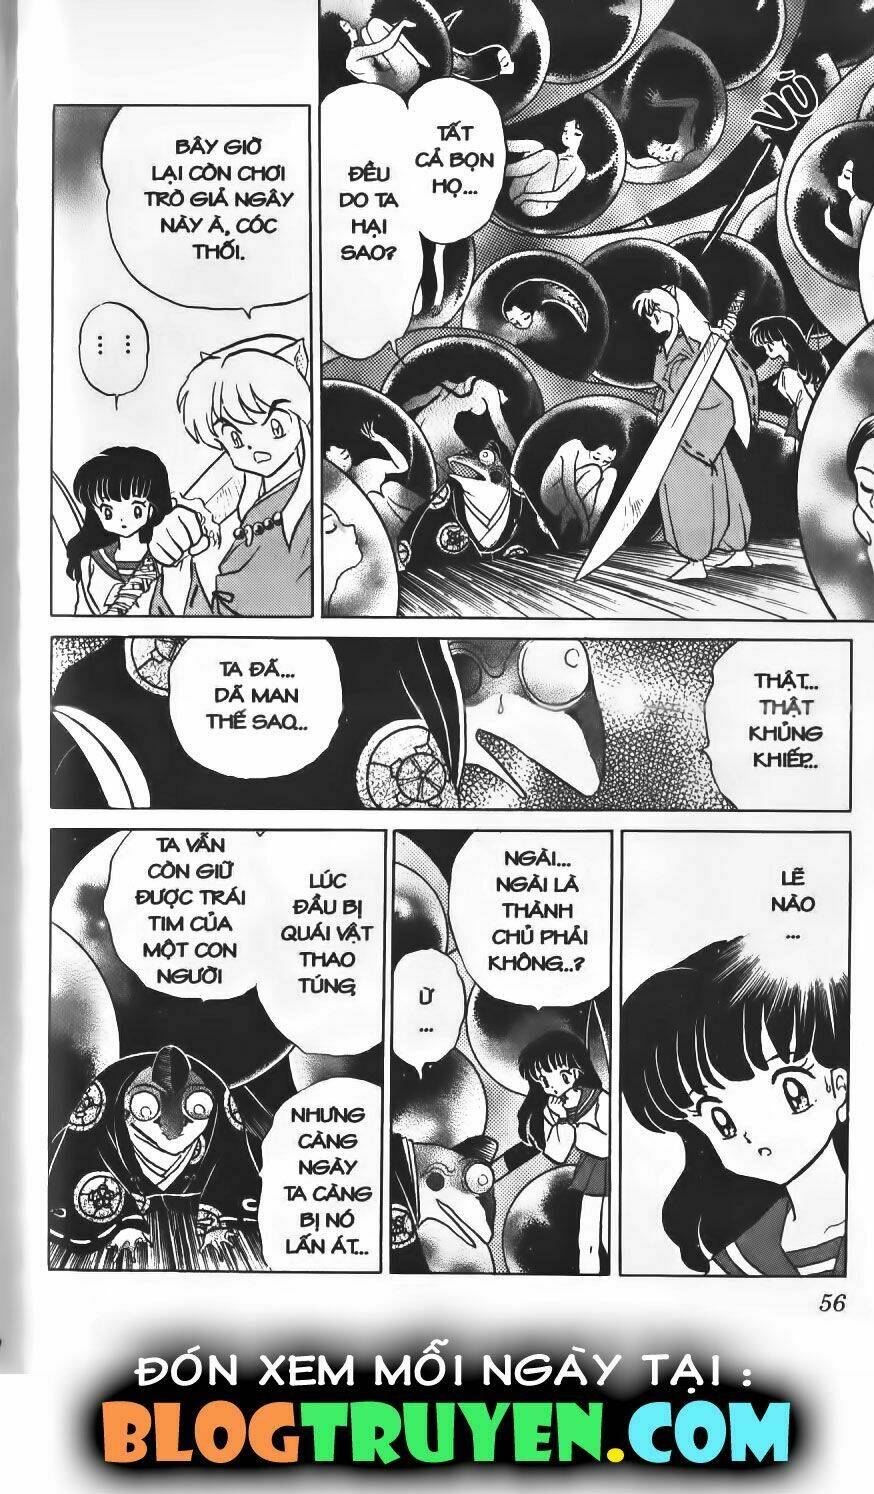 VÙ
TẤT
CẢ BỌN
HỌ...
ĐỀU
DO TA
HẠI
SAO?
BÂY GIỜ
LẠI CÒN CHƠI
TRÒ GIẢ NGÂY
NÀY À, CÓC
THỐI.
... ...
THẬT...
THẬT
KHỦNG
KHIẾP...
TA ĐÃ...
DÃ MAN
THẾ SAO...
LẼ
NÀO
...
NGÀI...
NGÀI LÀ
THÀNH
CHỦ PHẢI
KHÔNG...?
Ừ
...
LÚC
ĐẦU BỊ
QUÁI VẬT
THAO
TÚNG,
TA VẪN
CÒN GIỮ
ĐƯỢC TRÁI
TIM CỦA
MỘT CON
NGƯỜI
NHƯNG
CÀNG
NGÀY
TA CÀNG
BỊ NÓ
LẤN ÁT...
56
ĐÓN XEM MỖI NGÀY TẠI :
BLOGTRUYEN.COM